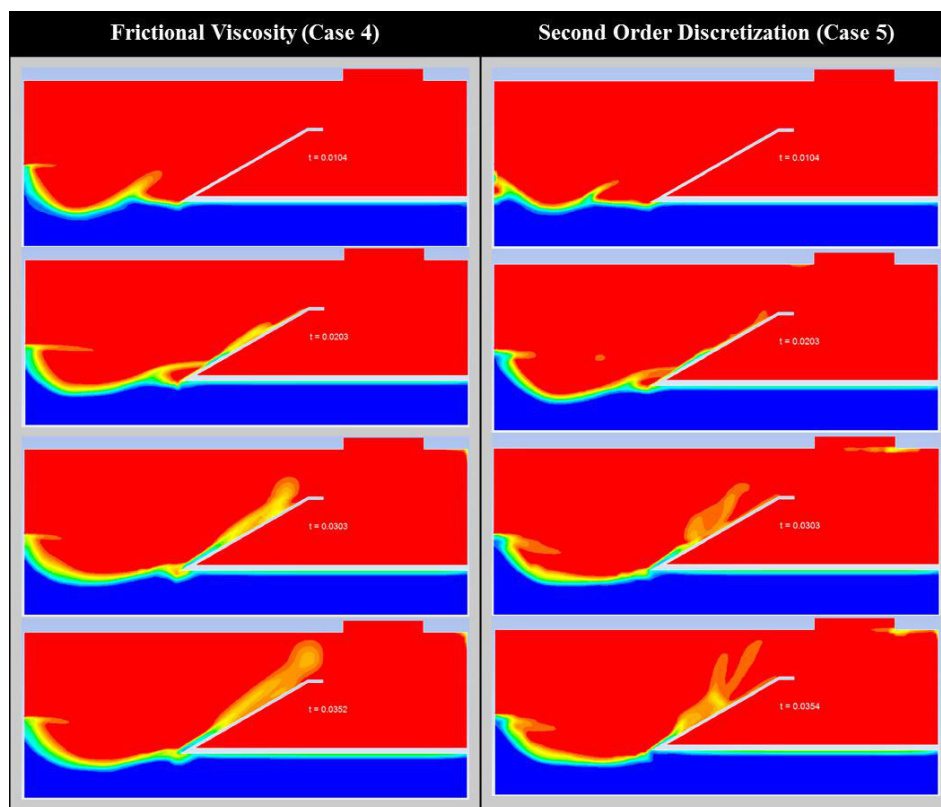 Frictional Viscosity (Case 4)
Second Order Discretization (Case 5)
t = 0.0104
t = 0.0104
t = 0.0203
t = 0.0203
t = 0.0303
t = 0.0303
t = 0.0352
t = 0.0354